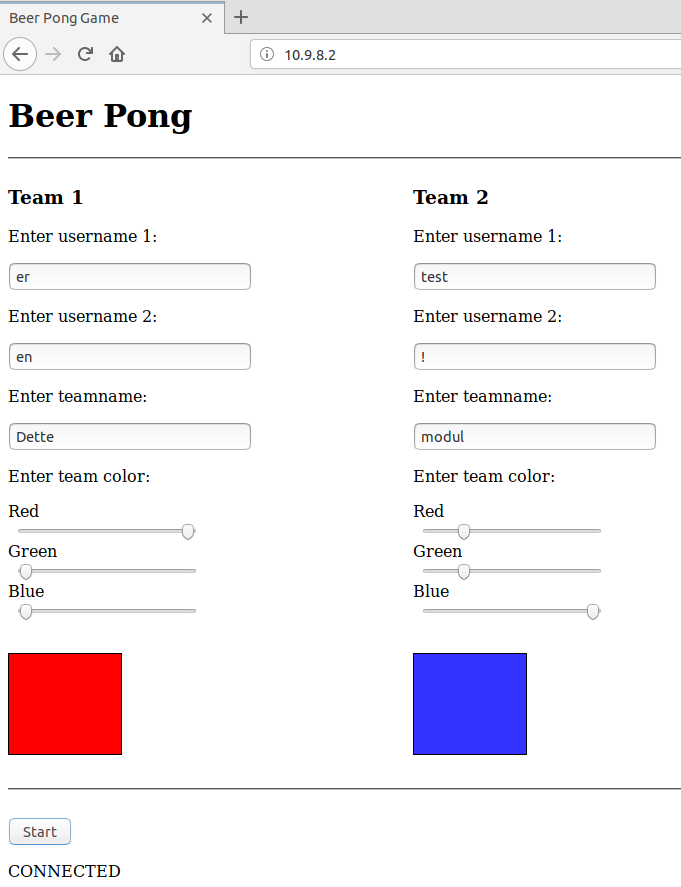 Beer Pong Game
10.9.8.2
Beer Pong
Team 1
Enter username 1:
er
Enter username 2:
en
Enter teamname:
Dette
Enter team color:
Red
Green
Blue
Team 2
Enter username 1:
test
Enter username 2:
!
Enter teamname:
modul
Enter team color:
Red
Green
Blue
Start
CONNECTED